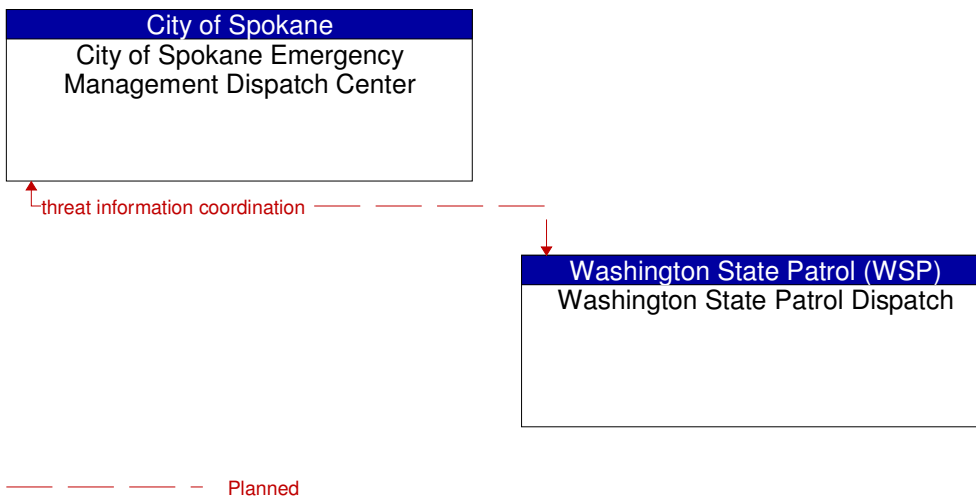 City of Spokane
City of Spokane Emergency
Management Dispatch Center
threat information coordination
Washington State Patrol (WSP)
Washington State Patrol Dispatch
Planned